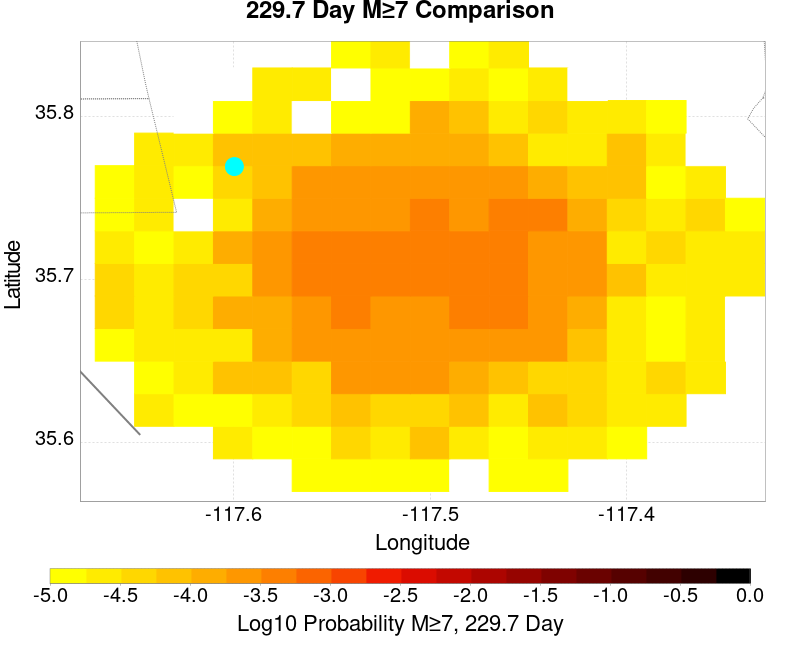 229.7 Day M≥7 Comparison
35.8
35.7
35.6
Latitude
-117.6 -117.5 -117.4
Longitude
-5.0 -4.5 -4.0 -3.5 -3.0 -2.5 -2.0 -1.5 -1.0 -0.5 0.0
Log10 Probability M≥7, 229.7 Day